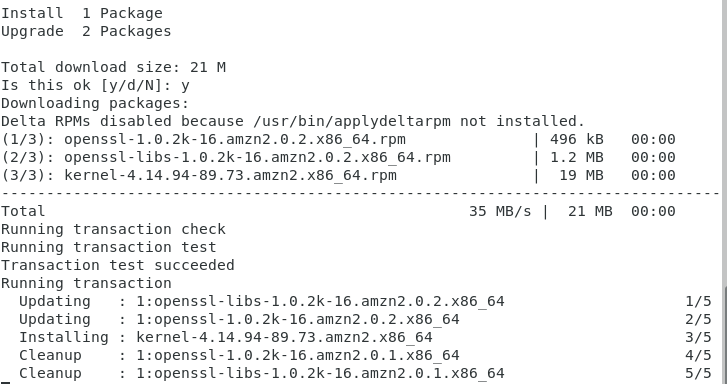 Install  1 Package
Upgrade  2 Packages
Total download size: 21 M
Is this ok [y/d/N]: y
Downloading packages:
Delta RPMs disabled because /usr/bin/applydeltarpm not installed.
(1/3): openssl-1.0.2k-16.amzn2.0.2.x86_64.rpm              | 496 kB   00:00
(2/3): openssl-libs-1.0.2k-16.amzn2.0.2.x86_64.rpm         | 1.2 MB   00:00
(3/3): kernel-4.14.94-89.73.amzn2.x86_64.rpm               |  19 MB   00:00
--------------------------------------------------------------------------------
Total                                               35 MB/s |  21 MB  00:00
Running transaction check
Running transaction test
Transaction test succeeded
Running transaction
  Updating   : 1:openssl-libs-1.0.2k-16.amzn2.0.2.x86_64                    1/5
  Updating   : 1:openssl-1.0.2k-16.amzn2.0.2.x86_64                         2/5
  Installing : kernel-4.14.94-89.73.amzn2.x86_64                            3/5
  Cleanup    : 1:openssl-1.0.2k-16.amzn2.0.1.x86_64                         4/5
  Cleanup    : 1:openssl-libs-1.0.2k-16.amzn2.0.1.x86_64                    5/5